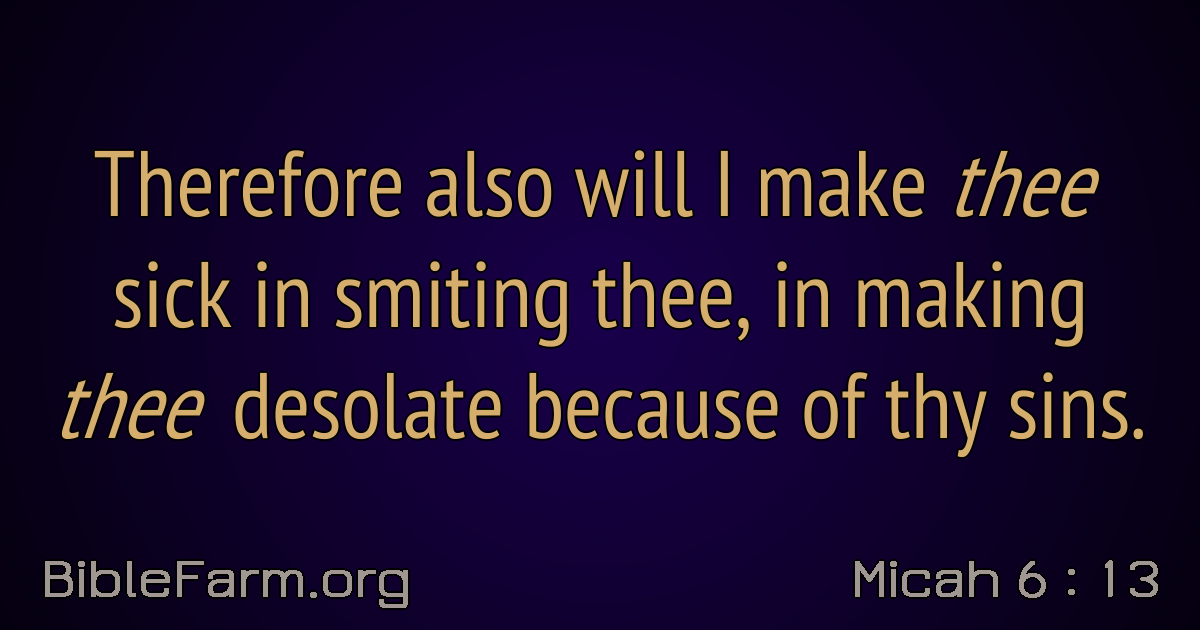 Therefore also will I make thee
sick in smiting thee, in making
thee desolate because of thy sins.
BibleFarm.org
Micah 6 : 13